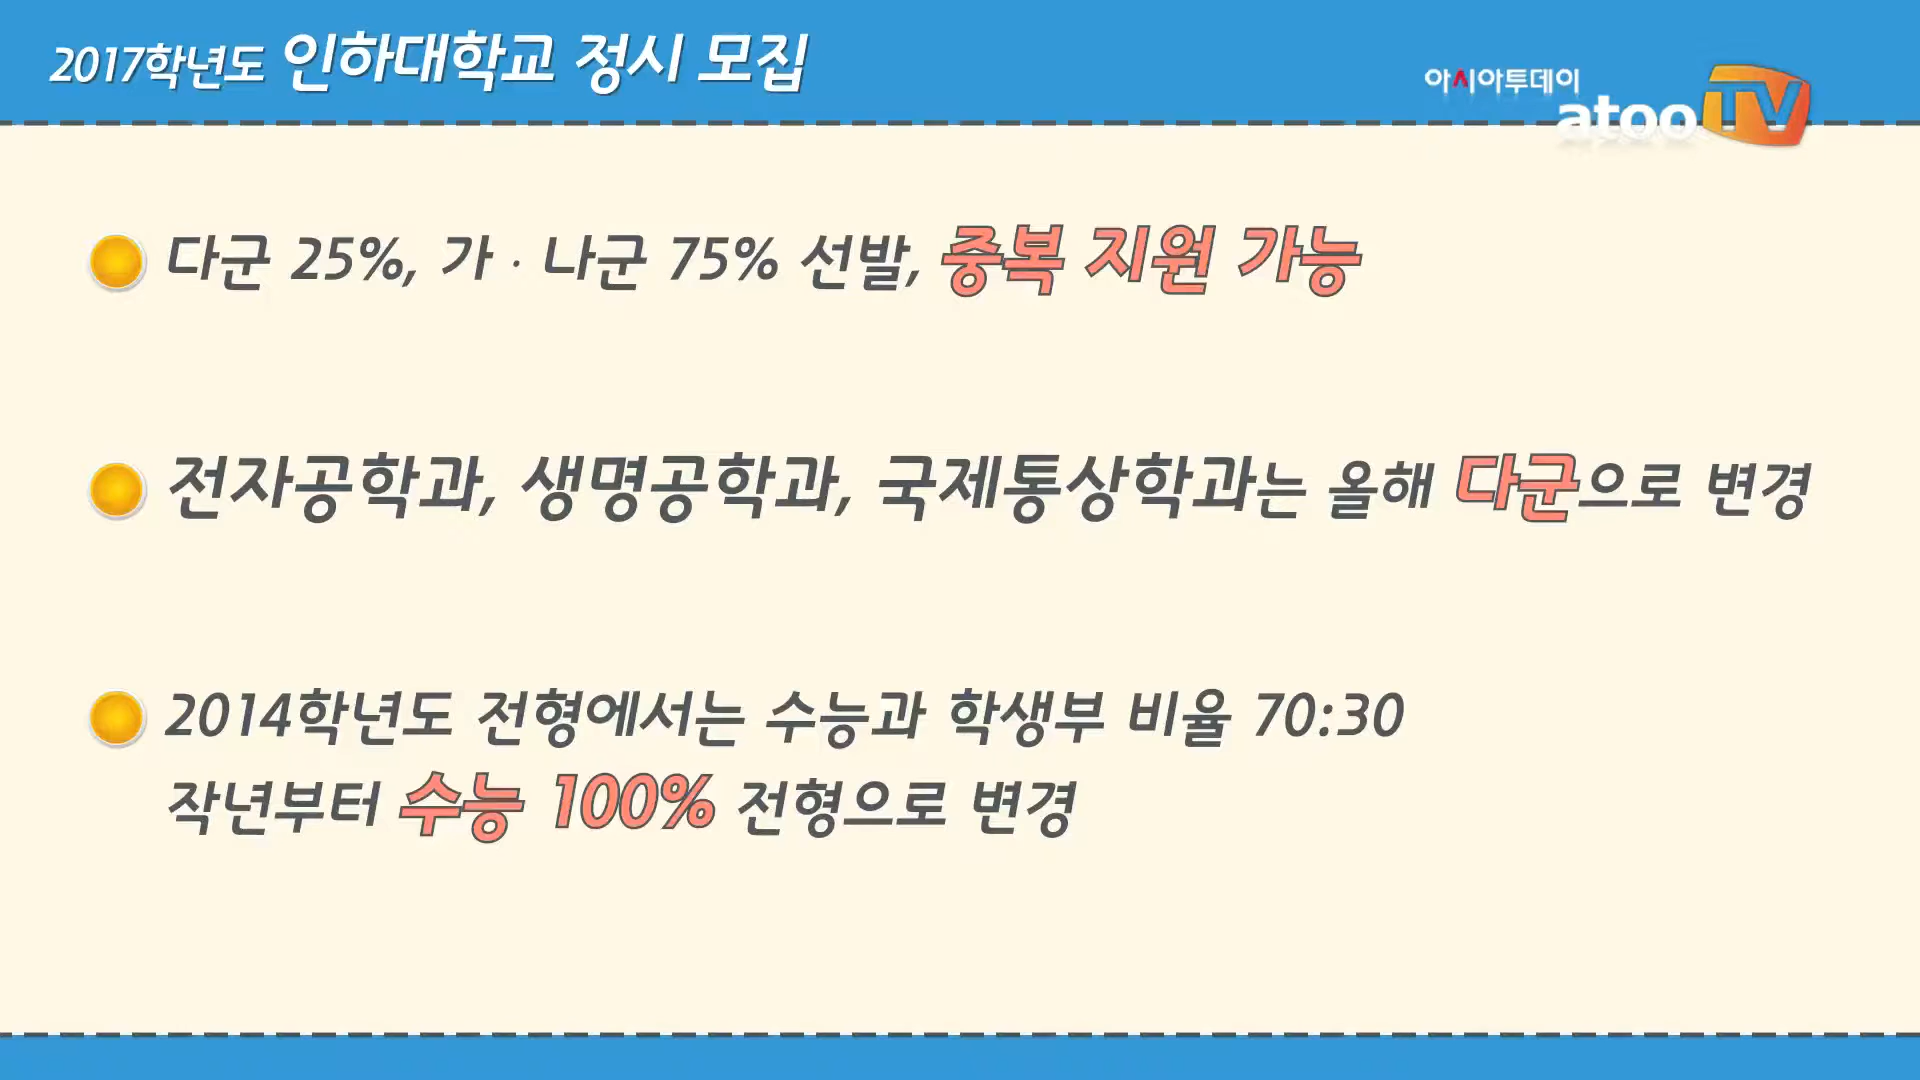 2017학년도 인하대학교 정시 모집
아시아투데이
atooTV
다군 25%, 가 · 나군 75% 선발, 중복 지원 가능
전자공학과, 생명공학과, 국제통상학과는 올해 다군으로 변경
2014학년도 전형에서는 수능과 학생부 비율 70:30
작년부터 수능 100% 전형으로 변경